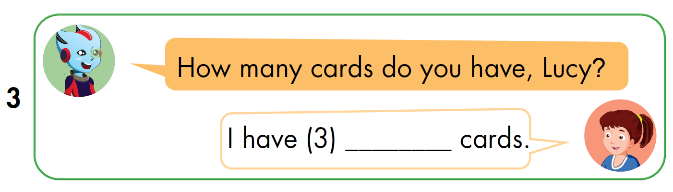 3
How many cards do you have, Lucy?
I have (3) ________ cards.